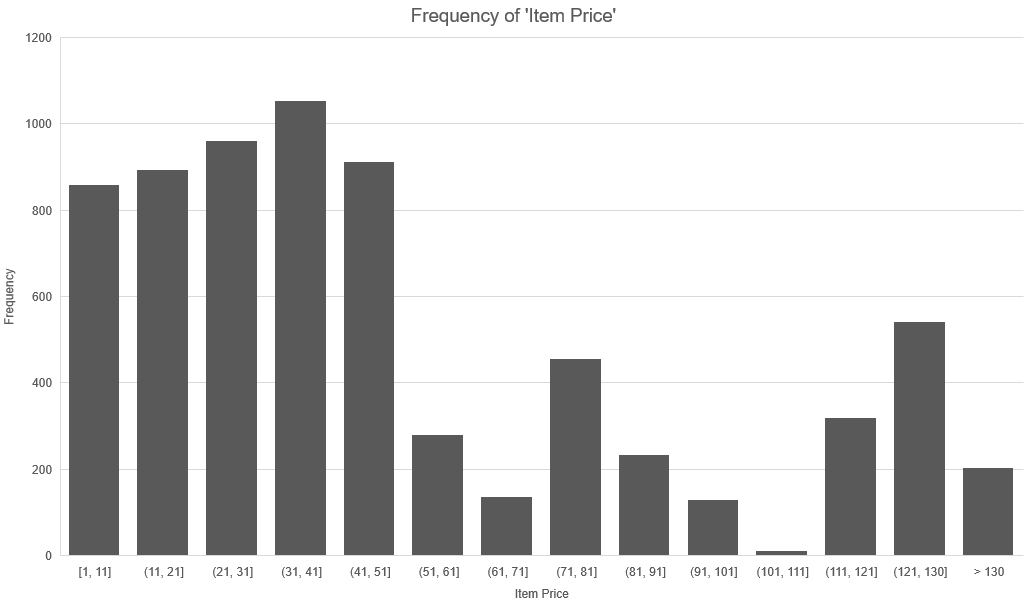 Frequency of 'Item Price'
1200
1000
800
600
400
200
0
Frequency
[1, 11] (11, 21] (21, 31] (31, 41] (41, 51] (51, 61] (61, 71] (71, 81] (81, 91] (91, 101] (101, 111] (111, 121] (121, 130] > 130
Item Price